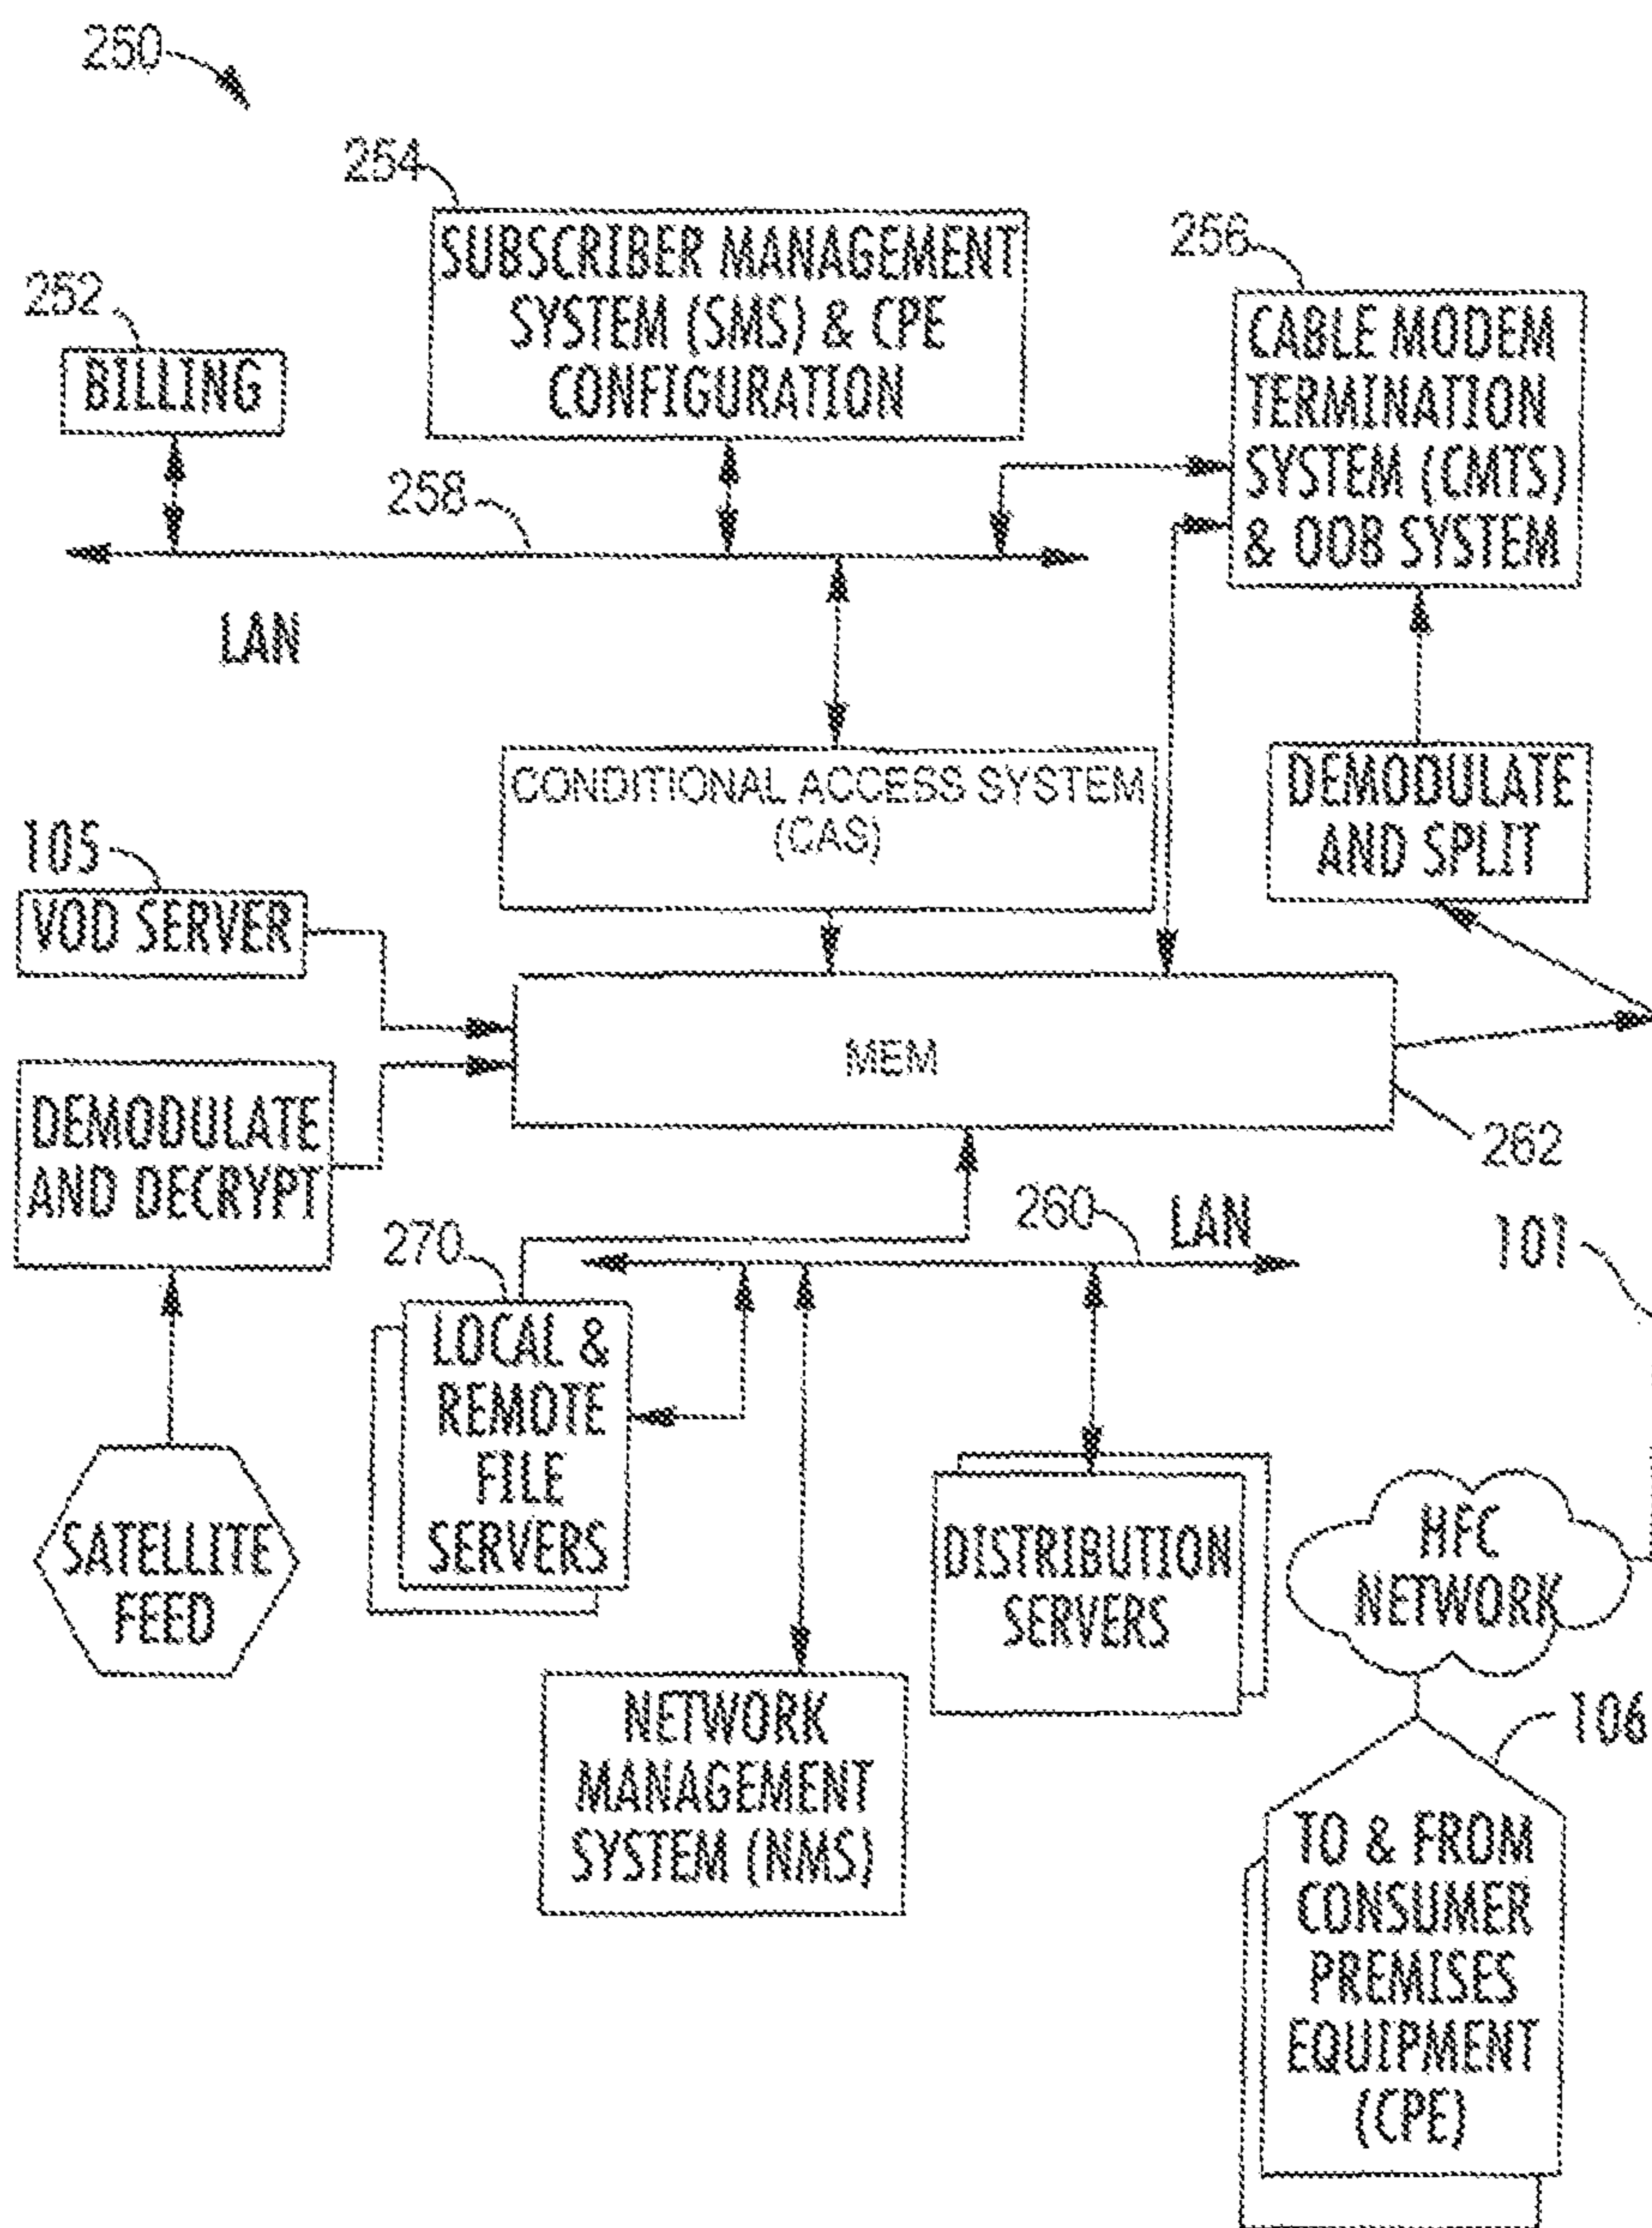 250
254
SUBSCRIBER MANAGEMENT
SYSTEM (SMS) & CPE
CONFIGURATION
256
CABLE MODEM
TERMINATION
SYSTEM (CMTS)
& OOB SYSTEM
252
BILLING
258
LAN
CONDITIONAL ACCESS SYSTEM
(CAS)
DEMODULATE
AND SPLIT
105
VOD SERVER
MEM
262
DEMODULATE
AND DECRYPT
270
260
LAN
101
LOCAL &
REMOTE
FILE
SERVERS
SATELLITE
FEED
DISTRIBUTION
SERVERS
HFC
NETWORK
NETWORK
MANAGEMENT
SYSTEM (NMS)
106
TO & FROM
CONSUMER
PREMISES
EQUIPMENT
(CPE)